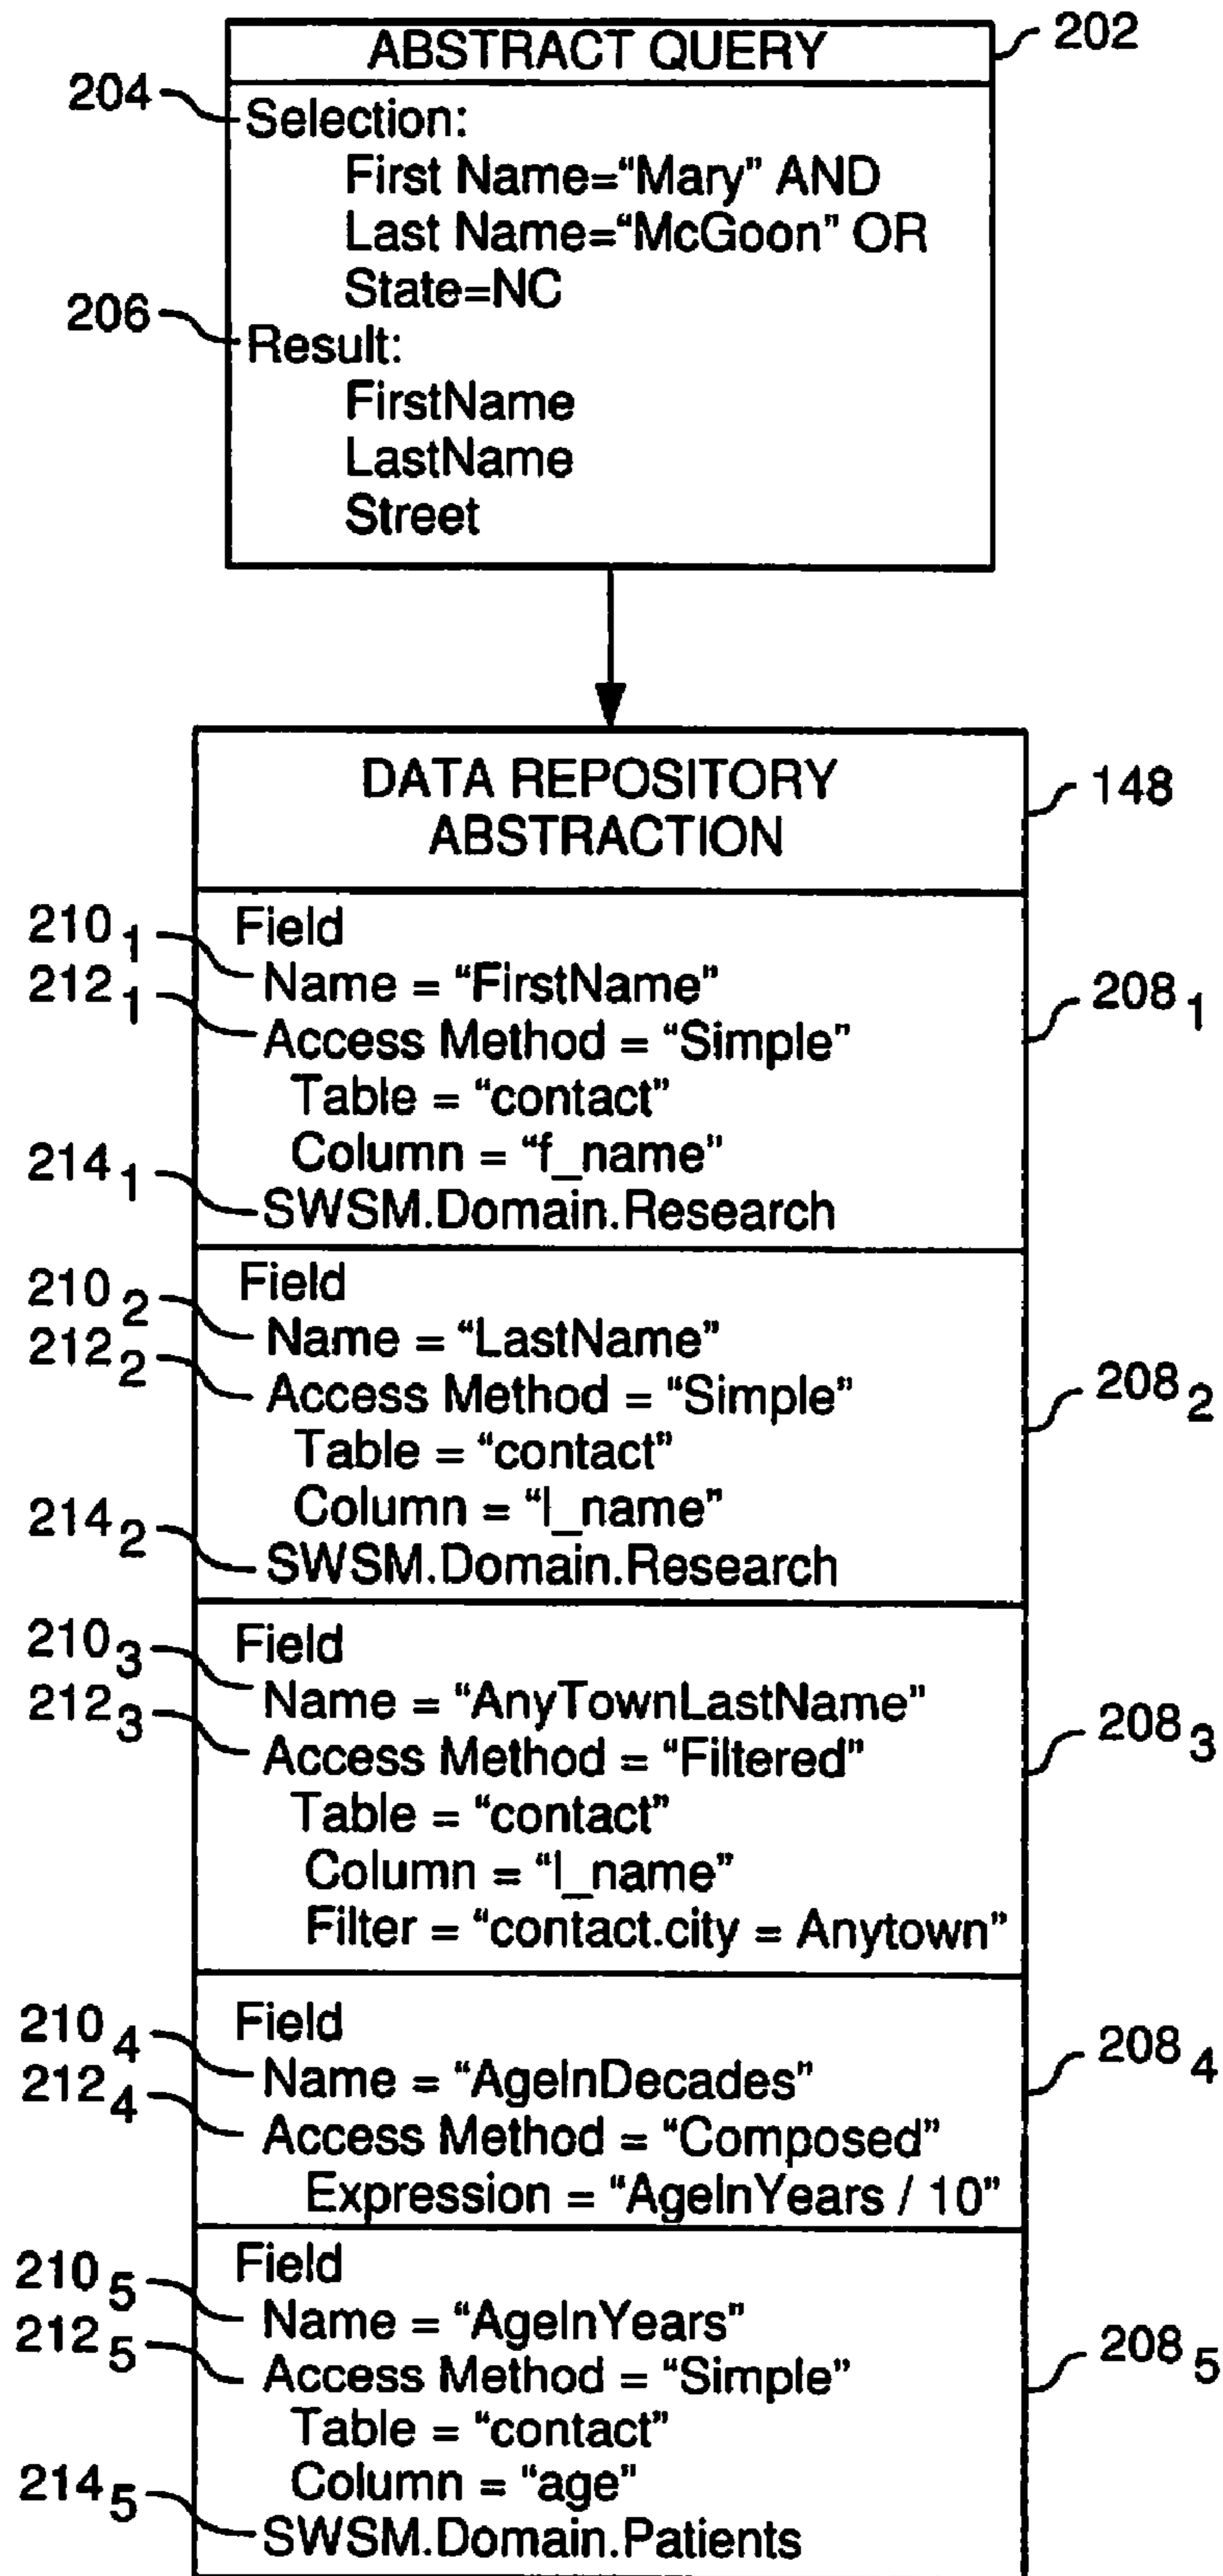 ABSTRACT QUERY
202
204
Selection:
First Name="Mary" AND
Last Name="McGoon" OR
State=NC
206
Result:
FirstName
LastName
Street
DATA REPOSITORY
ABSTRACTION
148
Field
210 1
Name = "FirstName"
212 1
Access Method = "Simple"
208 1
Table = "contact"
Column = "f_name"
214 1
SWSM.Domain.Research
Field
210 2
Name = "LastName"
212 2
Access Method = "Simple"
208 2
Table = "contact"
Column = "l_name"
214 2
SWSM.Domain.Research
Field
210 3
Name = "AnyTownLastName"
212 3
Access Method = "Filtered"
208 3
Table = "contact"
Column = "l_name"
Filter = "contact.city = Anytown"
Field
210 4
Name = "AgeInDecades"
208 4
212 4
Access Method = "Composed"
Expression = "AgeInYears / 10"
Field
210 5
Name = "AgeInYears"
212 5
Access Method = "Simple"
208 5
Table = "contact"
Column = "age"
214 5
SWSM.Domain.Patients